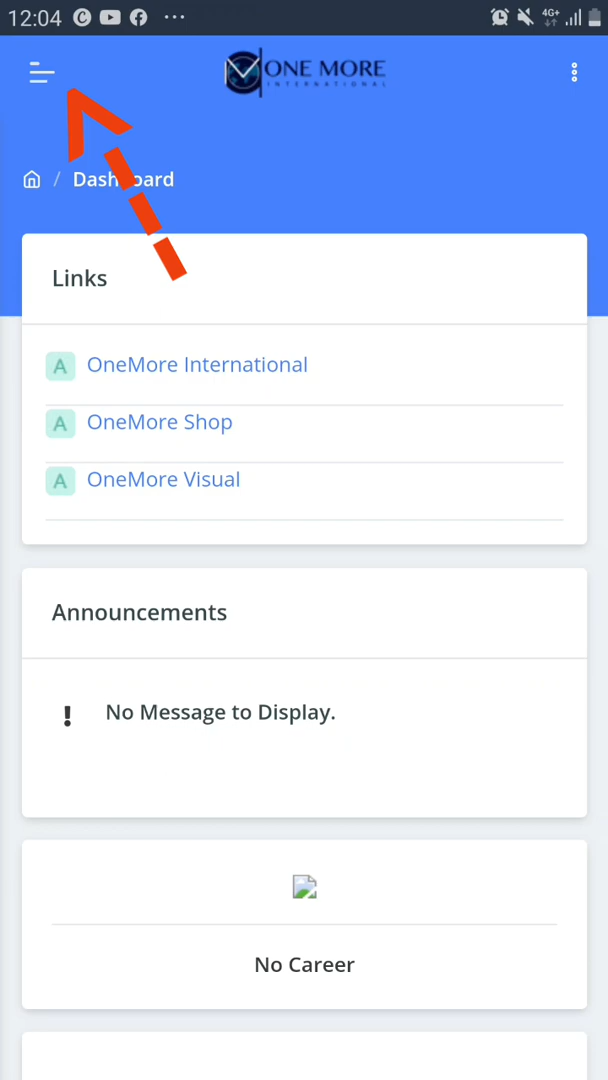 12:04
4G+
ONE MORE
INTERNATIONAL
/ Dashboard
Links
A OneMore International
A OneMore Shop
A OneMore Visual
Announcements
! No Message to Display.
No Career